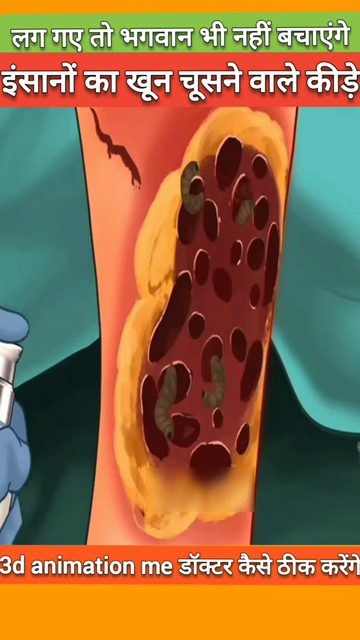 लग गए तो भगवान भी नहीं बचाएंगे
इंसानों का खून चूसने वाले कीड़े
3d animation me डॉक्टर कैसे ठीक करेंगे